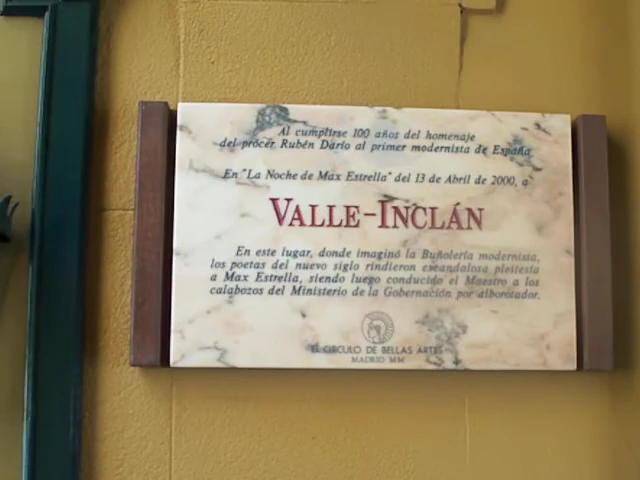 Al cumplirse 100 años del homenaje
del prócer Rubén Darío al primer modernista de España
En "La Noche de Max Estrella" del 13 de Abril de 2000, a
VALLE-INCLÁN
En este lugar, donde imaginó la Buñolería modernista,
los poetas del nuevo siglo rindieron escandalosa pleitesía
a Max Estrella, siendo luego conducido el Maestro a los
calabozos del Ministerio de la Gobernación por alborotador.
EL CÍRCULO DE BELLAS ARTES
MADRID MM